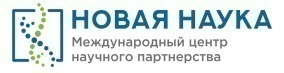 НОВАЯ НАУКА
Международный центр
научного партнерства